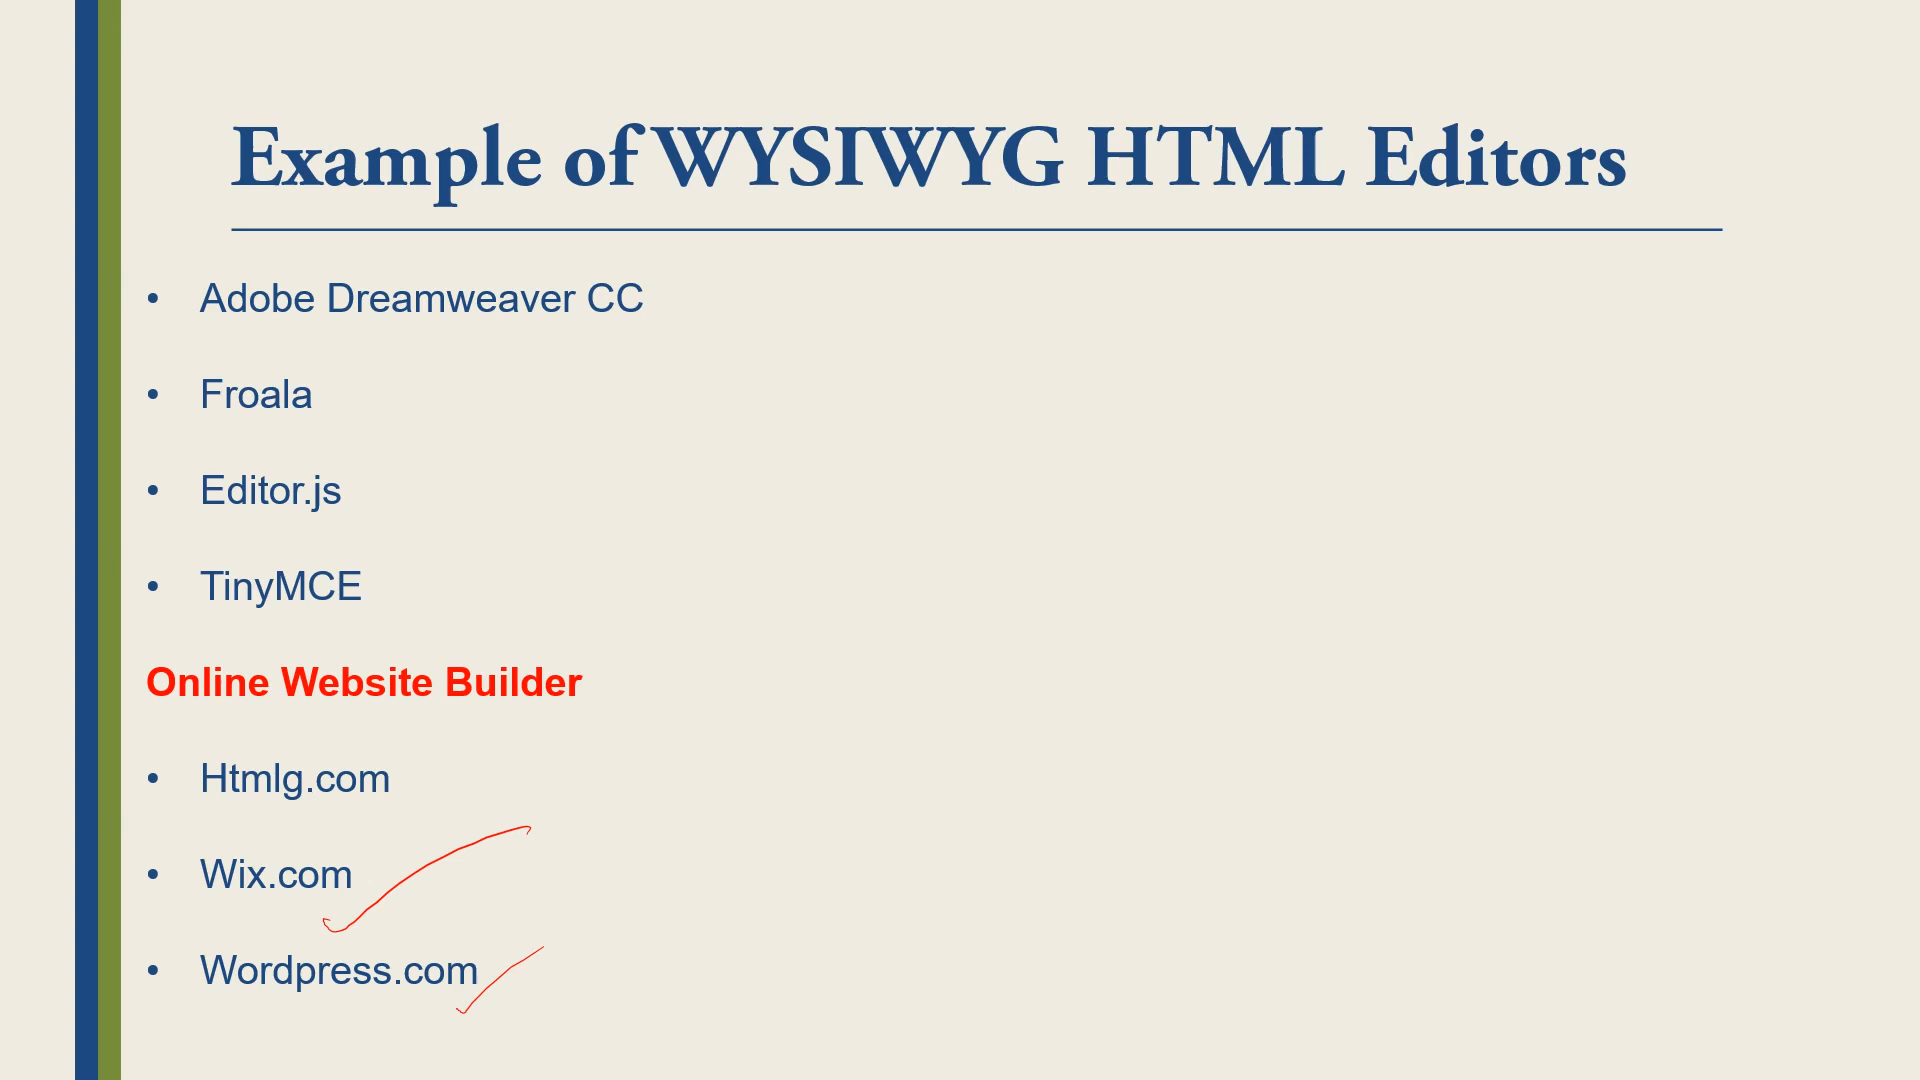 Example of WYSIWYG HTML Editors
• Adobe Dreamweaver CC
• Froala
• Editor.js
• TinyMCE
Online Website Builder
• Htmlg.com
• Wix.com
• Wordpress.com